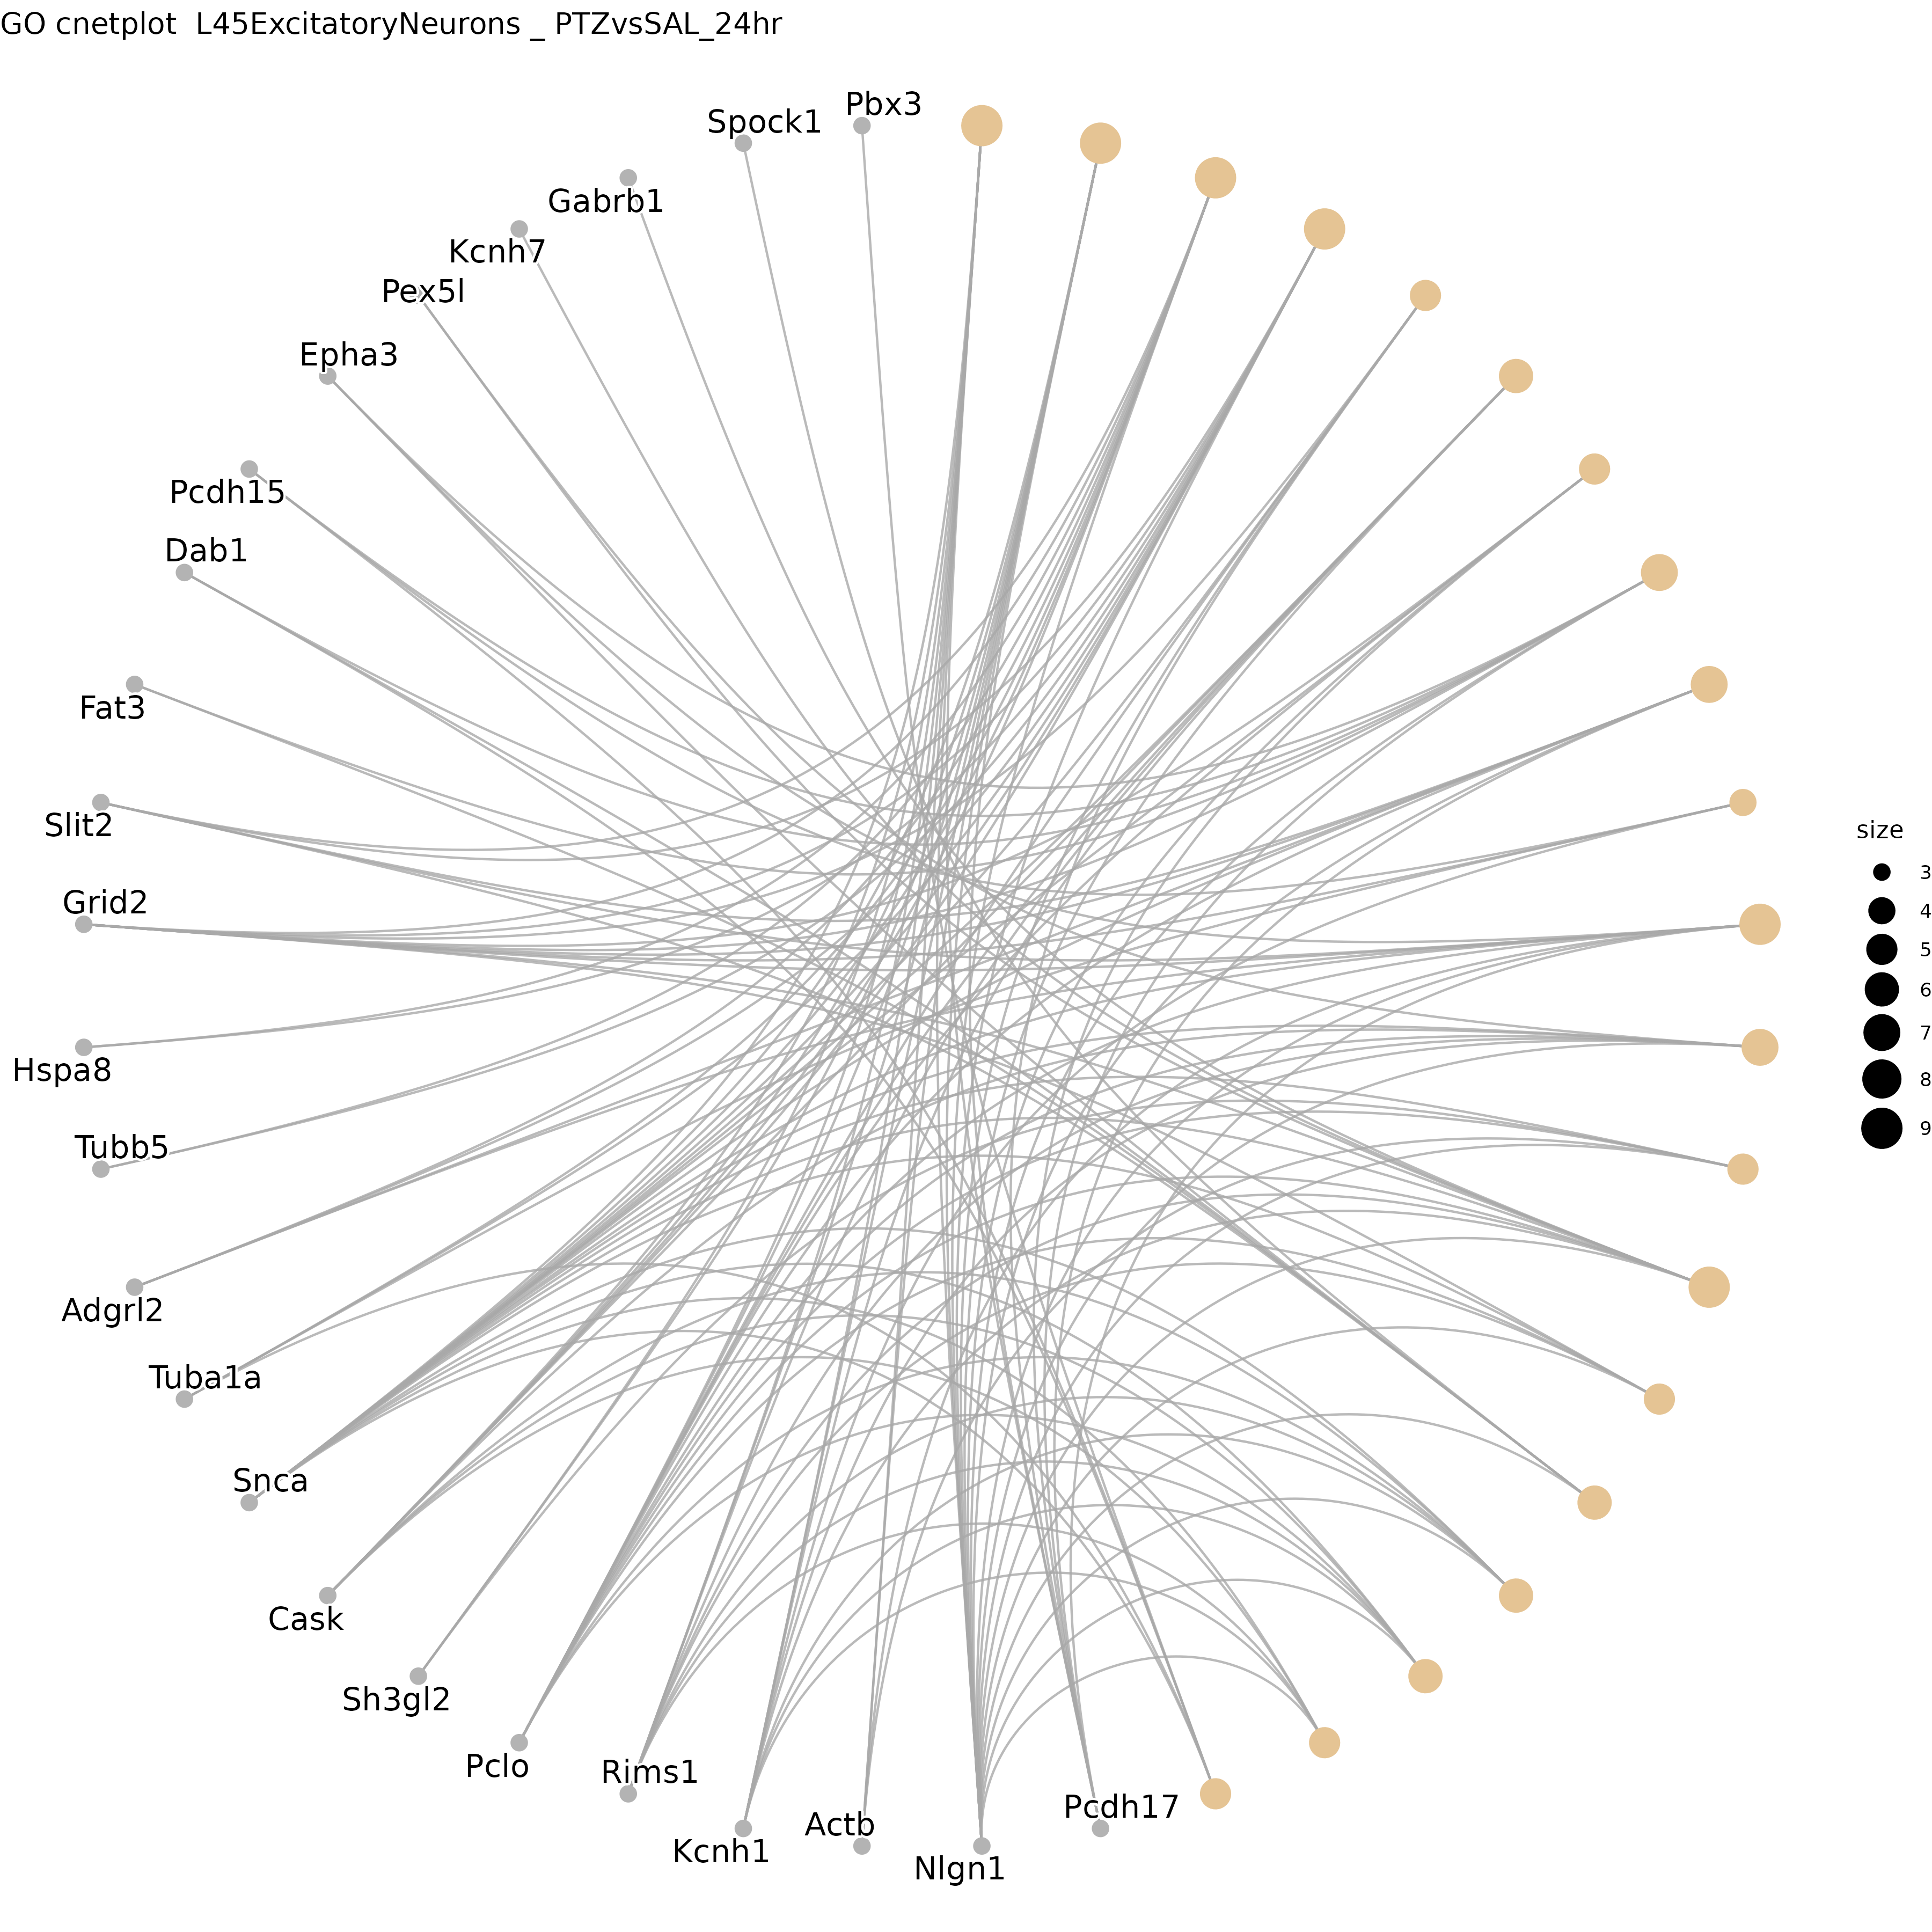 GO cnetplot  L45ExcitatoryNeurons _ PTZvsSAL_24hr
Pbx3
Spock1
Gabrb1
Kcnh7
Pex5l
Epha3
Pcdh15
Dab1
Fat3
Slit2
size
3
Grid2
4
5
6
7
Hspa8
8
9
Tubb5
Adgrl2
Tuba1a
Snca
Cask
Sh3gl2
Pclo
Rims1
Pcdh17
Actb
Kcnh1
Nlgn1